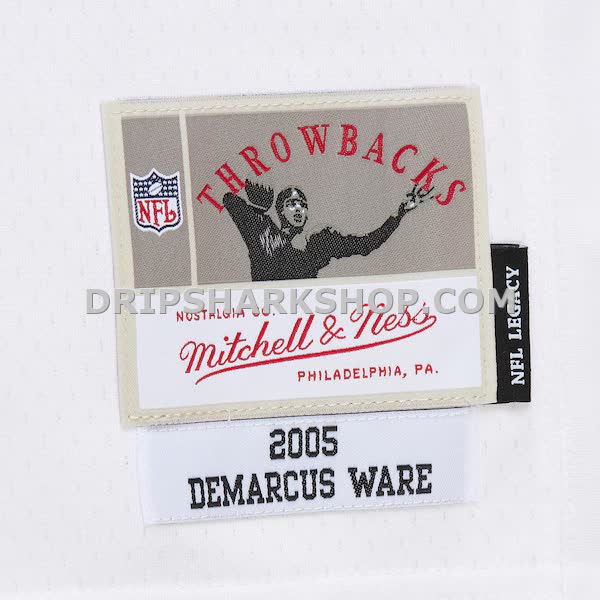 THROWBACKS
NFL
DRIPSHARKSHOP.COM
NOSTALGIA CO.
Mitchell & Ness
PHILADELPHIA, PA.
NFL LEGACY
2005
DEMARCUS WARE